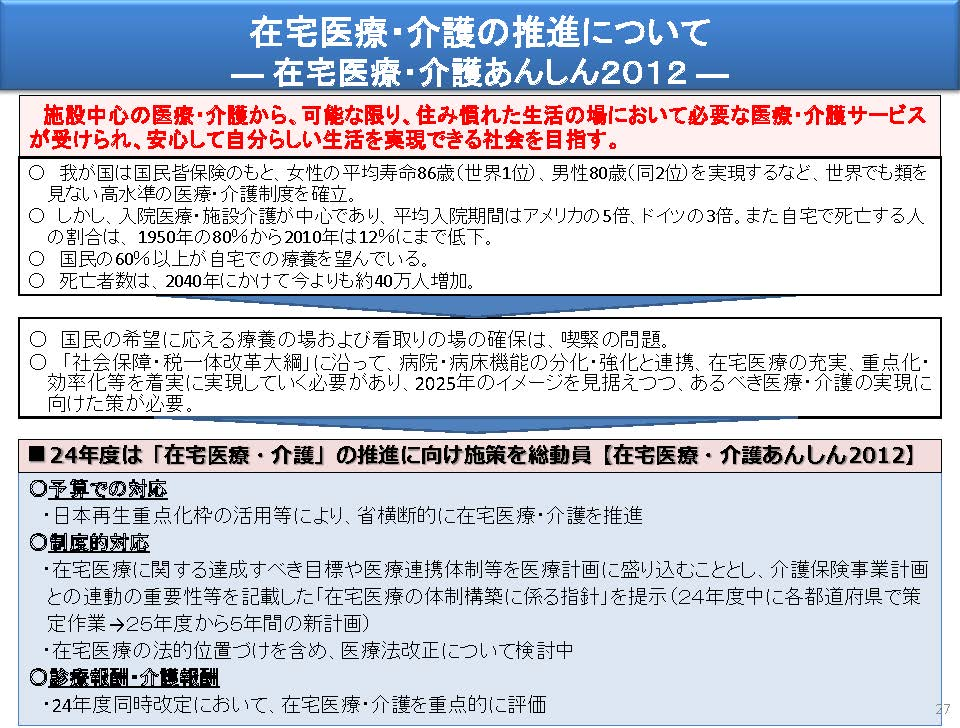 在宅医療・介護の推進について
― 在宅医療・介護あんしん2012 ―
施設中心の医療・介護から、可能な限り、住み慣れた生活の場において必要な医療・介護サービス
が受けられ、安心して自分らしい生活を実現できる社会を目指す。
○ 我が国は国民皆保険のもと、女性の平均寿命86歳（世界1位）、男性80歳（同2位）を実現するなど、世界でも類を
見ない高水準の医療・介護制度を確立。
○ しかし、入院医療・施設介護が中心であり、平均入院期間はアメリカの5倍、ドイツの3倍。また自宅で死亡する人
の割合は、1950年の80%から2010年は12%にまで低下。
○ 国民の60%以上が自宅での療養を望んでいる。
○ 死亡者数は、2040年にかけて今よりも約40万人増加。
○ 国民の希望に応える療養の場および看取りの場の確保は、喫緊の問題。
○ 「社会保障・税一体改革大綱」に沿って、病院・病床機能の分化・強化と連携、在宅医療の充実、重点化・
効率化等を着実に実現していく必要があり、2025年のイメージを見据えつつ、あるべき医療・介護の実現に
向けた策が必要。
■24年度は「在宅医療・介護」の推進に向け施策を総動員【在宅医療・介護あんしん2012】
○予算での対応
・日本再生重点化枠の活用等により、省横断的に在宅医療・介護を推進
○制度的対応
・在宅医療に関する達成すべき目標や医療連携体制等を医療計画に盛り込むこととし、介護保険事業計画
との連動の重要性等を記載した「在宅医療の体制構築に係る指針」を提示（24年度中に各都道府県で策
定作業→25年度から5年間の新計画）
・在宅医療の法的位置づけを含め、医療法改正について検討中
○診療報酬・介護報酬
・24年度同時改定において、在宅医療・介護を重点的に評価
27